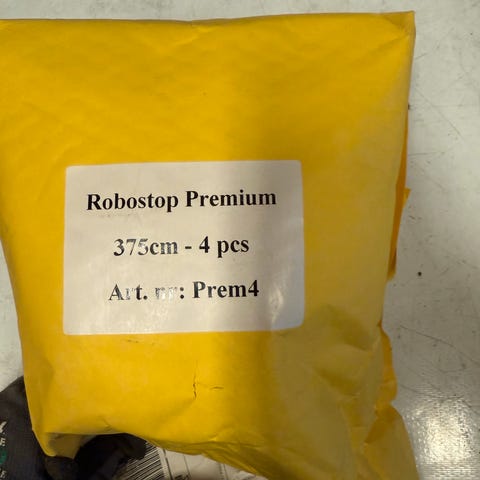 Robostop Premium
375cm - 4 pcs
Art. nr: Prem4